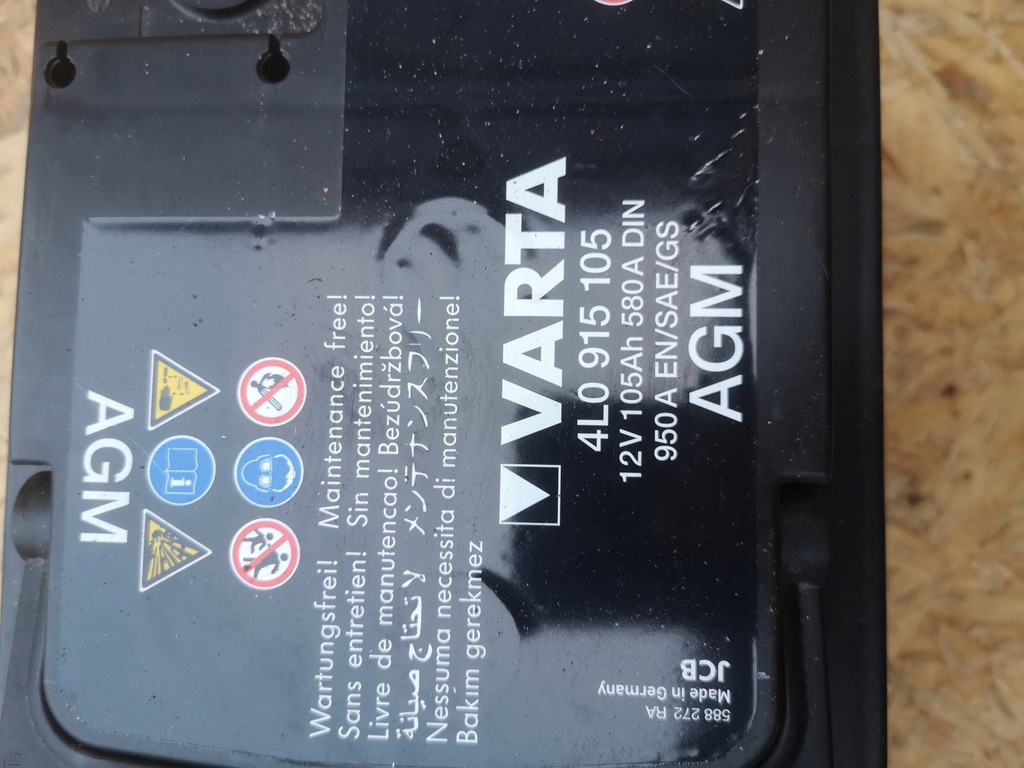 AGM
Wartungsfrei! Maintenance free!
Sans entretien! Sin mantenimiento!
Livre de manutencao! Bezúdržbová!
لا تحتاج صيانة メンテナンスフリー
Nessuma necessita di manutenzione!
Bakım gerekmez
VARTA
4L0 915 105
12V 105Ah 580A DIN
950A EN/SAE/GS
AGM
588 272 RA
Made in Germany
JCB